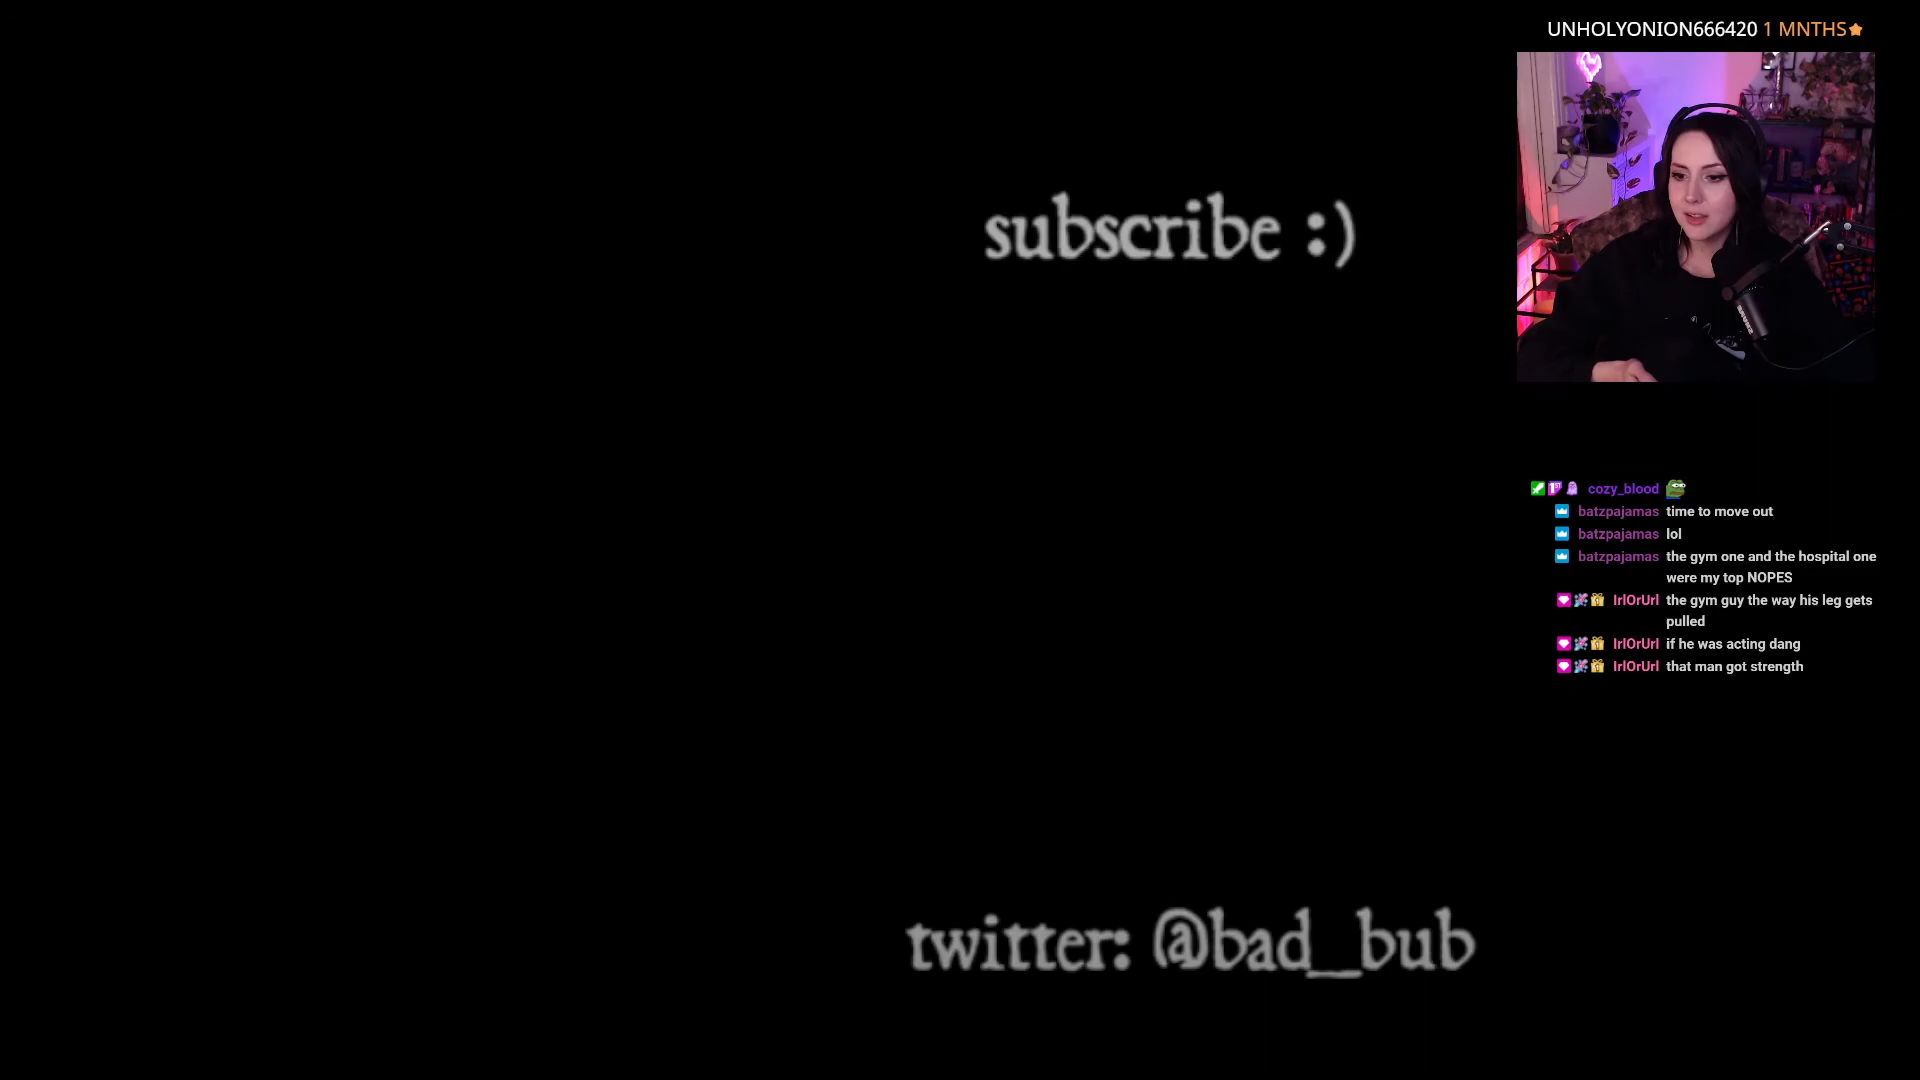 UNHOLYONION666420 1 MNTHS
subscribe :)
cozy_blood
batzpajamas time to move out
batzpajamas lol
batzpajamas the gym one and the hospital one
were my top NOPES
IrlOrUrl the gym guy the way his leg gets
pulled
IrlOrUrl if he was acting dang
IrlOrUrl that man got strength
twitter: @bad__bub